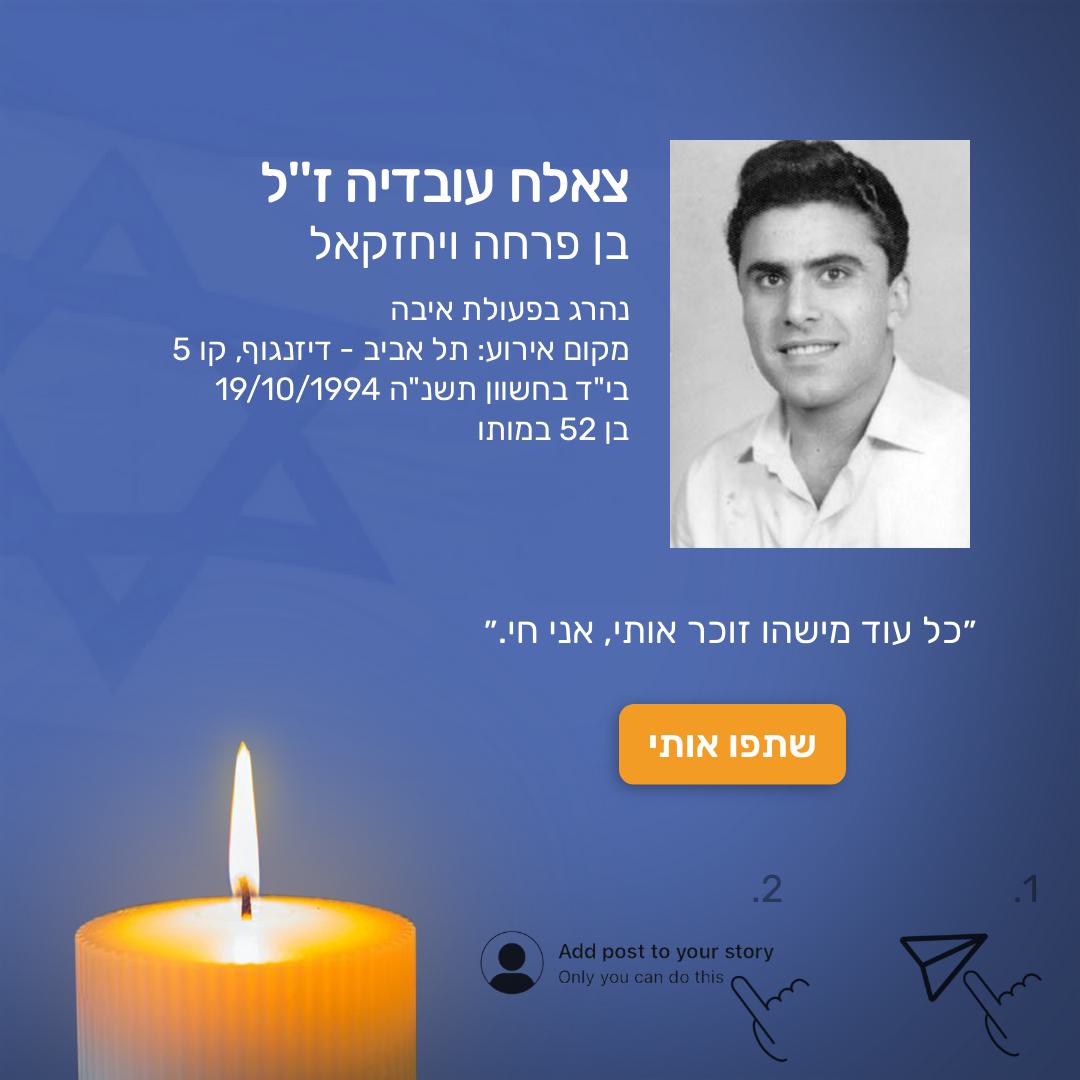 צאלח עובדיה ז"ל
בן פרחה ויחזקאל
נהרג בפעולת איבה
מקום אירוע: תל אביב - דיזנגוף, קו 5
בי"ד בחשוון תשנ"ה 19/10/1994
בן 52 במותו
״כל עוד מישהו זוכר אותי, אני חי.״
שתפו אותי
1.
2.
Add post to your story
Only you can do this